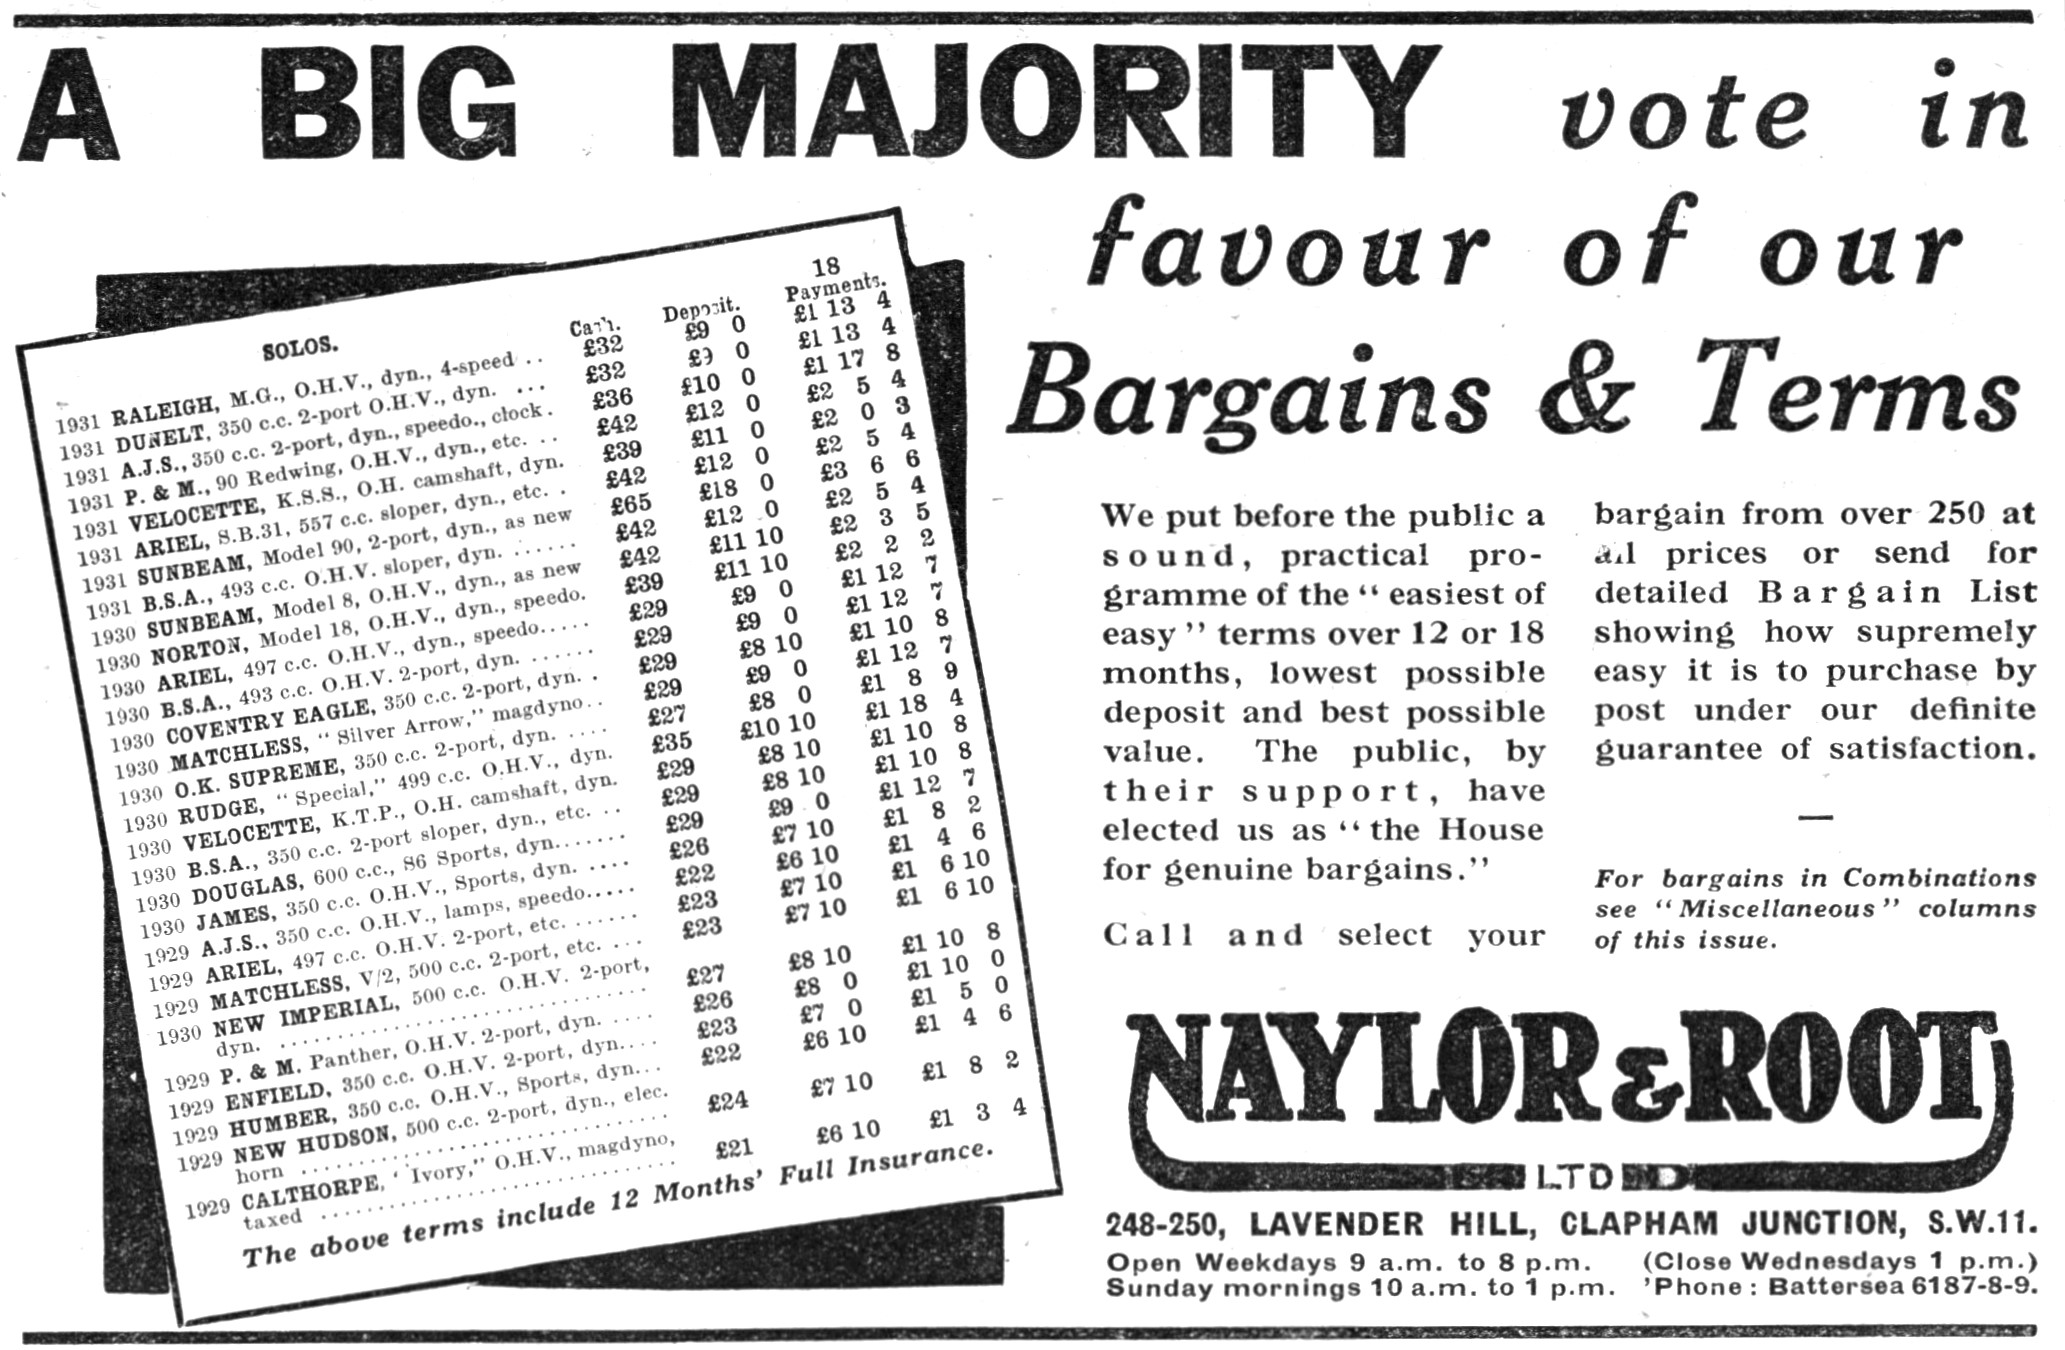 A BIG MAJORITY vote in
favour of our
Bargains & Terms
SOLOS. Cash. Deposit. 18 Payments.
1931 RALEIGH, M.G., O.H.V., dyn., 4-speed .. £32 £9 0 £1 13 4
1931 DUNELT, 350 c.c. 2-port O.H.V., dyn. ... £32 £9 0 £1 13 4
1931 A.J.S., 350 c.c. 2-port, dyn., speedo., clock. £36 £10 0 £1 17 8
1931 P. & M., 90 Redwing, O.H.V., dyn., etc. .. £42 £12 0 £2 5 4
1931 VELOCETTE, K.S.S., O.H. camshaft, dyn. £39 £11 0 £2 0 3
1931 ARIEL, S.B.31, 557 c.c. sloper, dyn., etc. . £42 £12 0 £2 5 4
1931 SUNBEAM, Model 90, 2-port, dyn., as new £65 £18 0 £3 6 6
1931 B.S.A., 493 c.c. O.H.V. sloper, dyn. ...... £42 £12 0 £2 5 4
1930 SUNBEAM, Model 8, O.H.V., dyn., as new £42 £11 10 £2 3 5
1930 NORTON, Model 18, O.H.V., dyn., speedo. £39 £11 10 £2 2 2
1930 ARIEL, 497 c.c. O.H.V., dyn., speedo..... £29 £9 0 £1 12 7
1930 B.S.A., 493 c.c. O.H.V. 2-port, dyn. ...... £29 £9 0 £1 12 7
1930 COVENTRY EAGLE, 350 c.c. 2-port, dyn. . £29 £8 10 £1 10 8
1930 MATCHLESS, "Silver Arrow," magdyno.. £29 £9 0 £1 12 7
1930 O.K. SUPREME, 350 c.c. 2-port, dyn. .... £27 £8 0 £1 8 9
1930 RUDGE, "Special," 499 c.c. O.H.V., dyn. £35 £10 10 £1 18 4
1930 VELOCETTE, K.T.P., O.H. camshaft, dyn. £29 £8 10 £1 10 8
1930 B.S.A., 350 c.c. 2-port sloper, dyn., etc. .. £29 £8 10 £1 10 8
1930 DOUGLAS, 600 c.c., S6 Sports, dyn....... £29 £9 0 £1 12 7
1930 JAMES, 350 c.c. O.H.V., Sports, dyn. .... £26 £7 10 £1 8 2
1929 A.J.S., 350 c.c. O.H.V., lamps, speedo..... £22 £6 10 £1 4 6
1929 ARIEL, 497 c.c. O.H.V. 2-port, etc. ...... £23 £7 10 £1 6 10
1929 MATCHLESS, V/2, 500 c.c. 2-port, etc. ... £23 £7 10 £1 6 10
1930 NEW IMPERIAL, 500 c.c. O.H.V. 2-port,
dyn. .............................. £27 £8 10 £1 10 8
1929 P. & M. Panther, O.H.V. 2-port, dyn. .... £26 £8 0 £1 10 0
1929 ENFIELD, 350 c.c. O.H.V. 2-port, dyn.... £23 £7 0 £1 5 0
1929 HUMBER, 350 c.c. O.H.V., Sports, dyn... £22 £6 10 £1 4 6
1929 NEW HUDSON, 500 c.c. 2-port, dyn., elec.
horn .............................. £24 £7 10 £1 8 2
1929 CALTHORPE, "Ivory," O.H.V., magdyno,
taxed .............................. £21 £6 10 £1 3 4
The above terms include 12 Months' Full Insurance.
We put before the public a
sound, practical pro-
gramme of the "easiest of
easy" terms over 12 or 18
months, lowest possible
deposit and best possible
value. The public, by
their support, have
elected us as "the House
for genuine bargains."
Call and select your
bargain from over 250 at
all prices or send for
detailed Bargain List
showing how supremely
easy it is to purchase by
post under our definite
guarantee of satisfaction.
For bargains in Combinations
see "Miscellaneous" columns
of this issue.
NAYLOR & ROOT
LTD
248-250, LAVENDER HILL, CLAPHAM JUNCTION, S.W.11.
Open Weekdays 9 a.m. to 8 p.m. (Close Wednesdays 1 p.m.)
Sunday mornings 10 a.m. to 1 p.m. 'Phone : Battersea 6187-8-9.